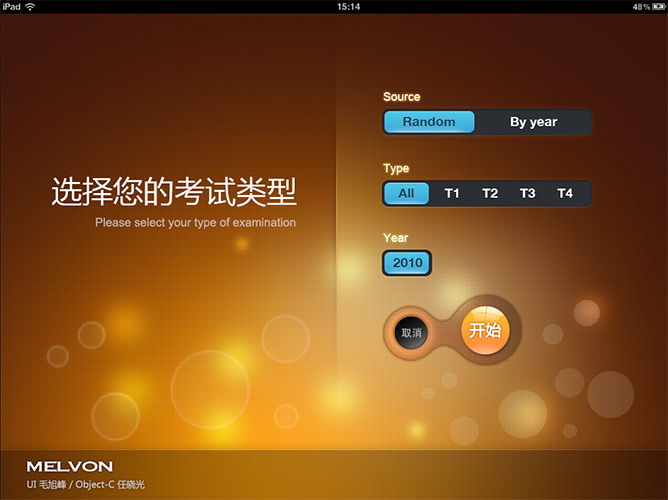 iPad 15:14 48%
Source
Random By year
选择您的考试类型
Please select your type of examination
Type
All T1 T2 T3 T4
Year
2010
取消 开始
MELVON
UI 毛旭峰 / Object-C 任晓光